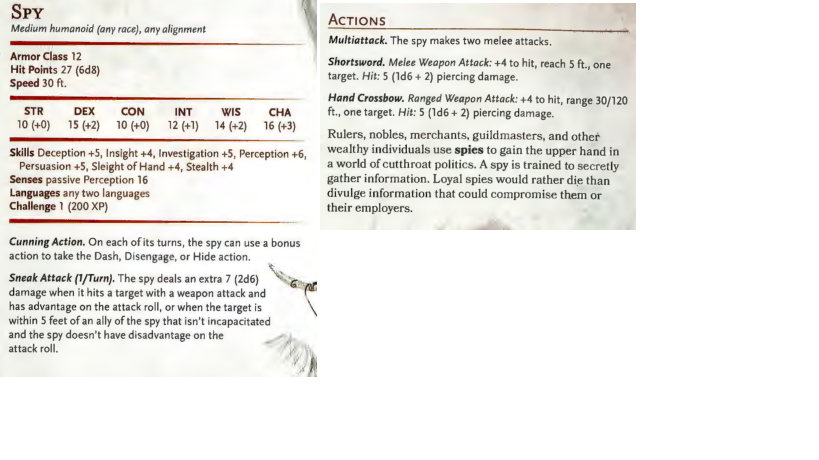 SPY
Medium humanoid (any race), any alignment
Armor Class 12
Hit Points 27 (6d8)
Speed 30 ft.
STR DEX CON INT WIS CHA
10 (+0) 15 (+2) 10 (+0) 12 (+1) 14 (+2) 16 (+3)
Skills Deception +5, Insight +4, Investigation +5, Perception +6,
Persuasion +5, Sleight of Hand +4, Stealth +4
Senses passive Perception 16
Languages any two languages
Challenge 1 (200 XP)
Cunning Action. On each of its turns, the spy can use a bonus
action to take the Dash, Disengage, or Hide action.
Sneak Attack (1/Turn). The spy deals an extra 7 (2d6)
damage when it hits a target with a weapon attack and
has advantage on the attack roll, or when the target is
within 5 feet of an ally of the spy that isn't incapacitated
and the spy doesn't have disadvantage on the
attack roll.
ACTIONS
Multiattack. The spy makes two melee attacks.
Shortsword. Melee Weapon Attack: +4 to hit, reach 5 ft., one
target. Hit: 5 (1d6 + 2) piercing damage.
Hand Crossbow. Ranged Weapon Attack: +4 to hit, range 30/120
ft., one target. Hit: 5 (1d6 + 2) piercing damage.
Rulers, nobles, merchants, guildmasters, and other
wealthy individuals use spies to gain the upper hand in
a world of cutthroat politics. A spy is trained to secretly
gather information. Loyal spies would rather die than
divulge information that could compromise them or
their employers.